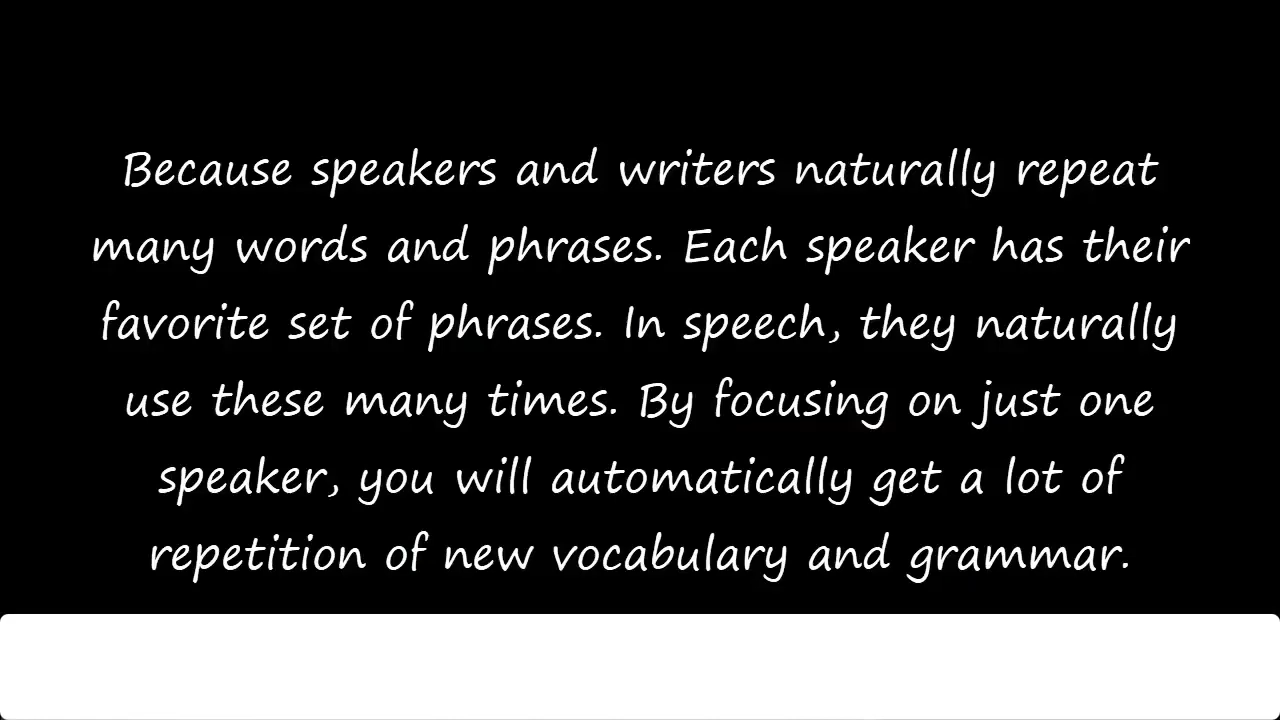 Because speakers and writers naturally repeat
many words and phrases. Each speaker has their
favorite set of phrases. In speech, they naturally
use these many times. By focusing on just one
speaker, you will automatically get a lot of
repetition of new vocabulary and grammar.